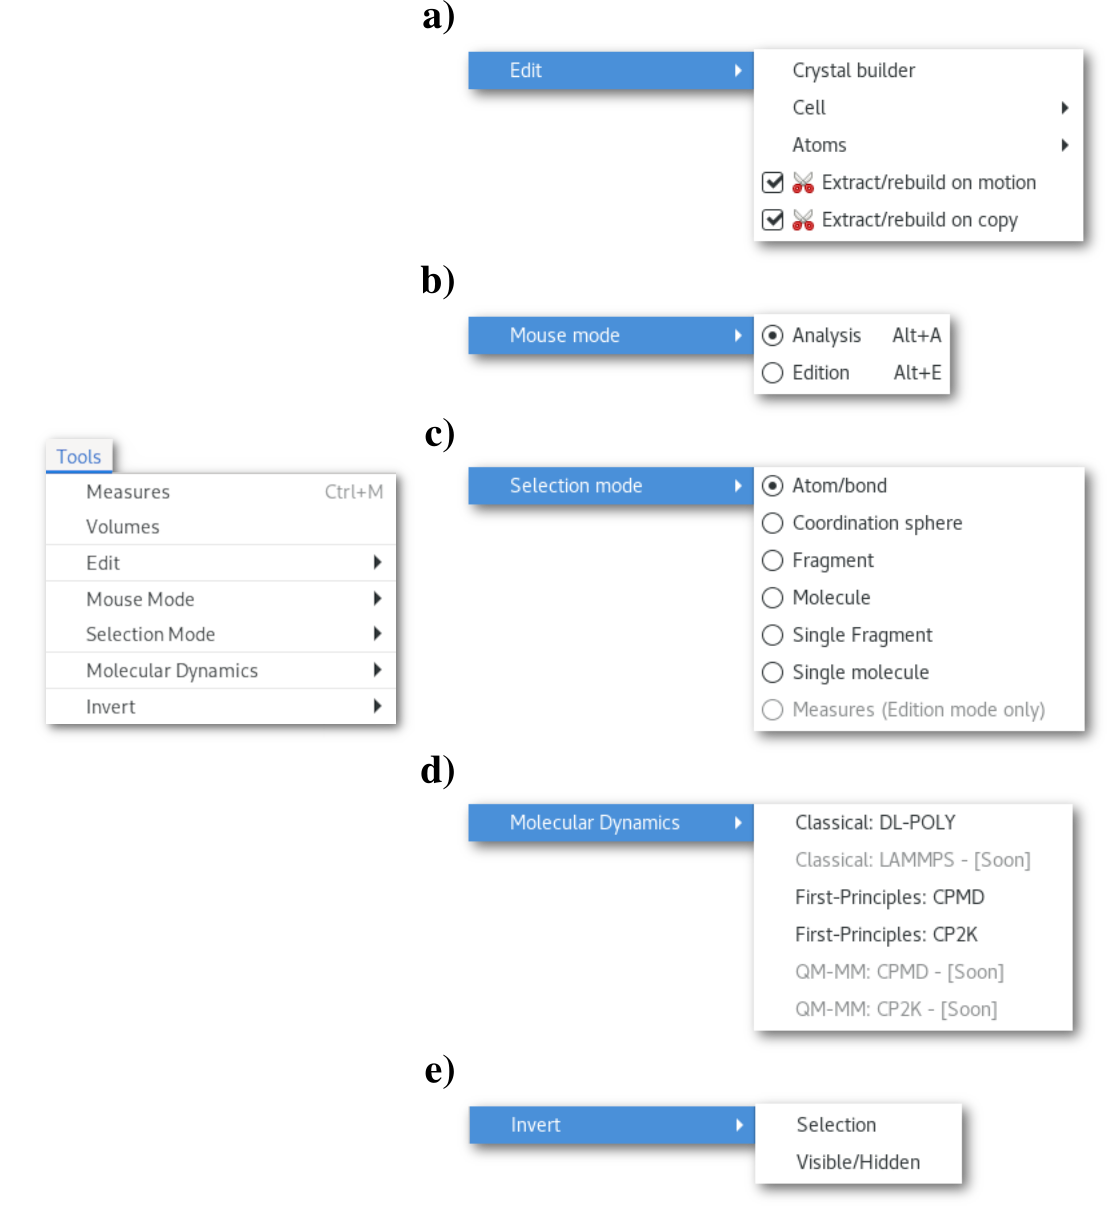 Tools
Measures Ctrl+M
Volumes
Edit
Mouse Mode
Selection Mode
Molecular Dynamics
Invert
a)
Edit
Crystal builder
Cell
Atoms
Extract/rebuild on motion
Extract/rebuild on copy
b)
Mouse mode
Analysis Alt+A
Edition Alt+E
c)
Selection mode
Atom/bond
Coordination sphere
Fragment
Molecule
Single Fragment
Single molecule
Measures (Edition mode only)
d)
Molecular Dynamics
Classical: DL-POLY
Classical: LAMMPS - [Soon]
First-Principles: CPMD
First-Principles: CP2K
QM-MM: CPMD - [Soon]
QM-MM: CP2K - [Soon]
e)
Invert
Selection
Visible/Hidden